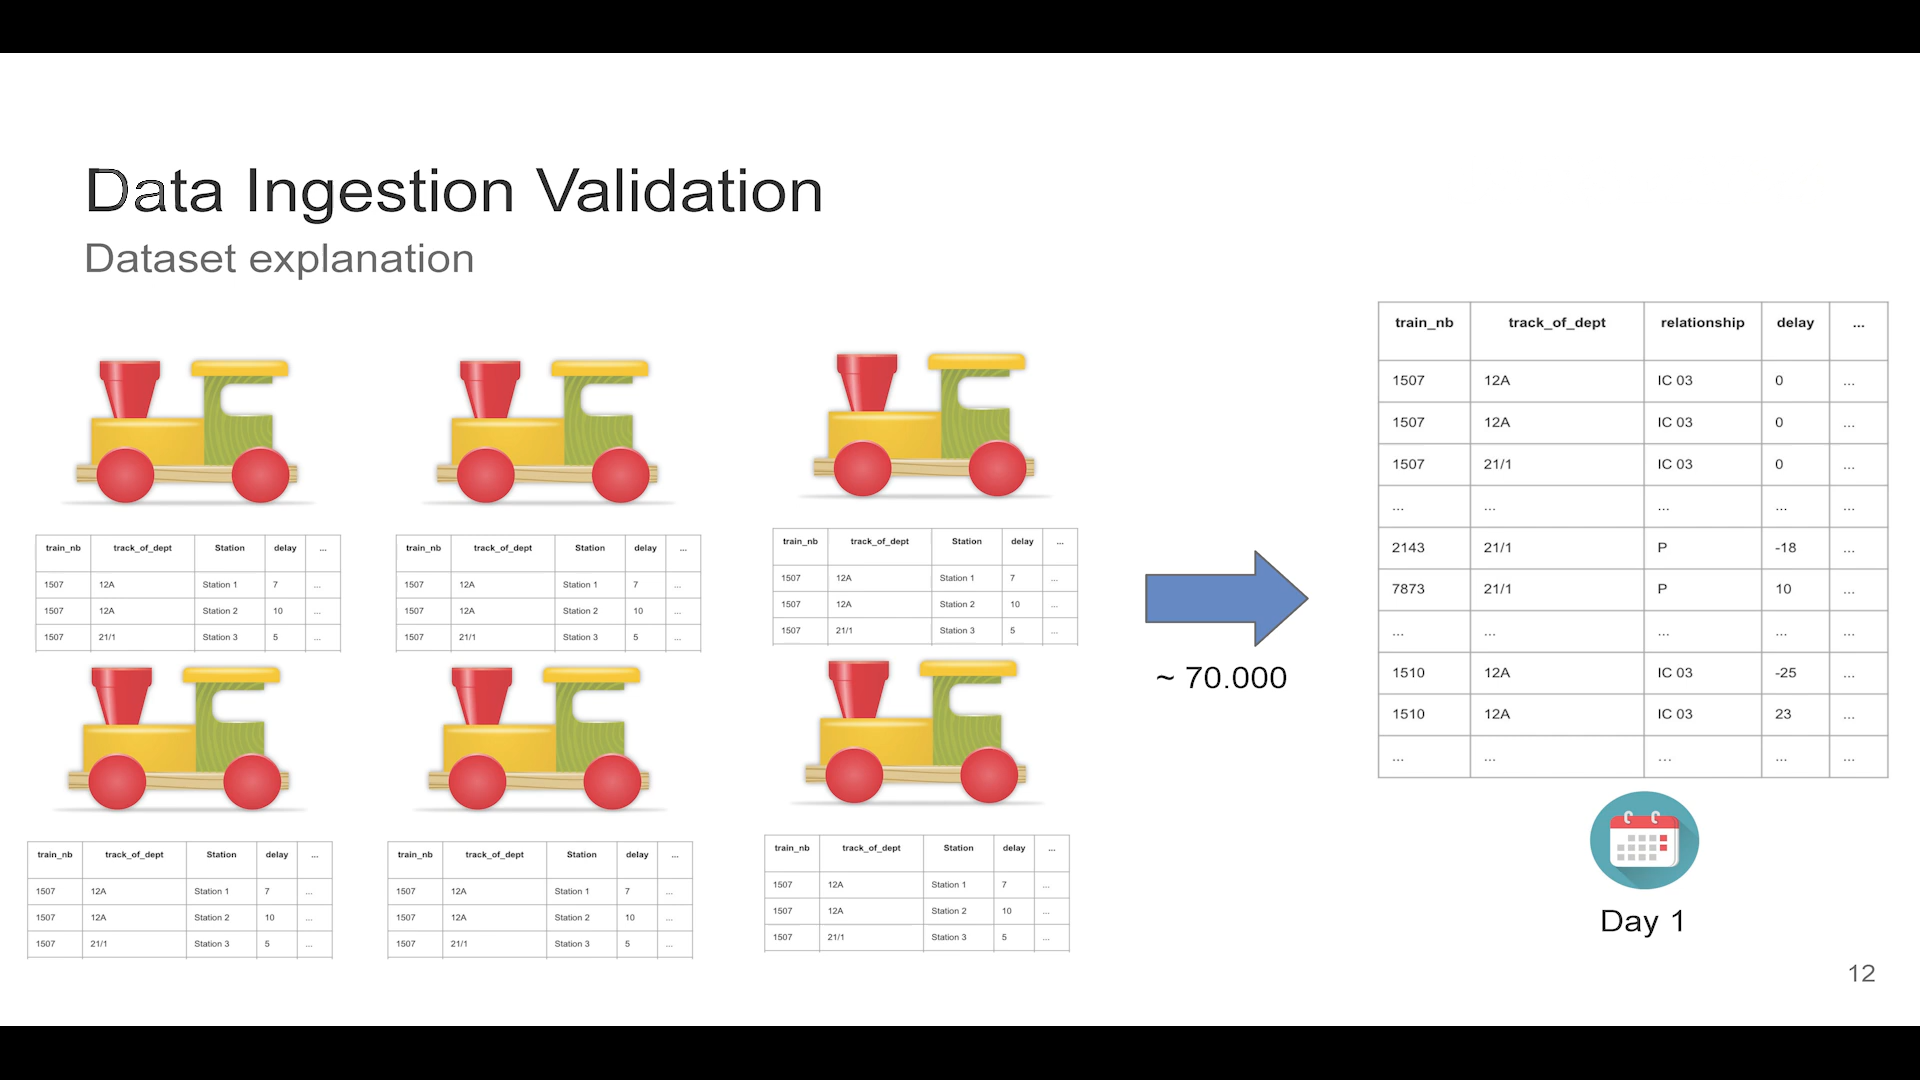 Data Ingestion Validation
Dataset explanation
train_nb track_of_dept Station delay ...
1507 12A Station 1 7 ...
1507 12A Station 2 10 ...
1507 21/1 Station 3 5 ...
train_nb track_of_dept Station delay ...
1507 12A Station 1 7 ...
1507 12A Station 2 10 ...
1507 21/1 Station 3 5 ...
train_nb track_of_dept Station delay ...
1507 12A Station 1 7 ...
1507 12A Station 2 10 ...
1507 21/1 Station 3 5 ...
train_nb track_of_dept Station delay ...
1507 12A Station 1 7 ...
1507 12A Station 2 10 ...
1507 21/1 Station 3 5 ...
train_nb track_of_dept Station delay ...
1507 12A Station 1 7 ...
1507 12A Station 2 10 ...
1507 21/1 Station 3 5 ...
train_nb track_of_dept Station delay ...
1507 12A Station 1 7 ...
1507 12A Station 2 10 ...
1507 21/1 Station 3 5 ...
~ 70.000
train_nb track_of_dept relationship delay ...
1507 12A IC 03 0 ...
1507 12A IC 03 0 ...
1507 21/1 IC 03 0 ...
... ... ... ... ...
2143 21/1 P -18 ...
7873 21/1 P 10 ...
... ... ... ... ...
1510 12A IC 03 -25 ...
1510 12A IC 03 23 ...
... ... ... ... ...
Day 1
12